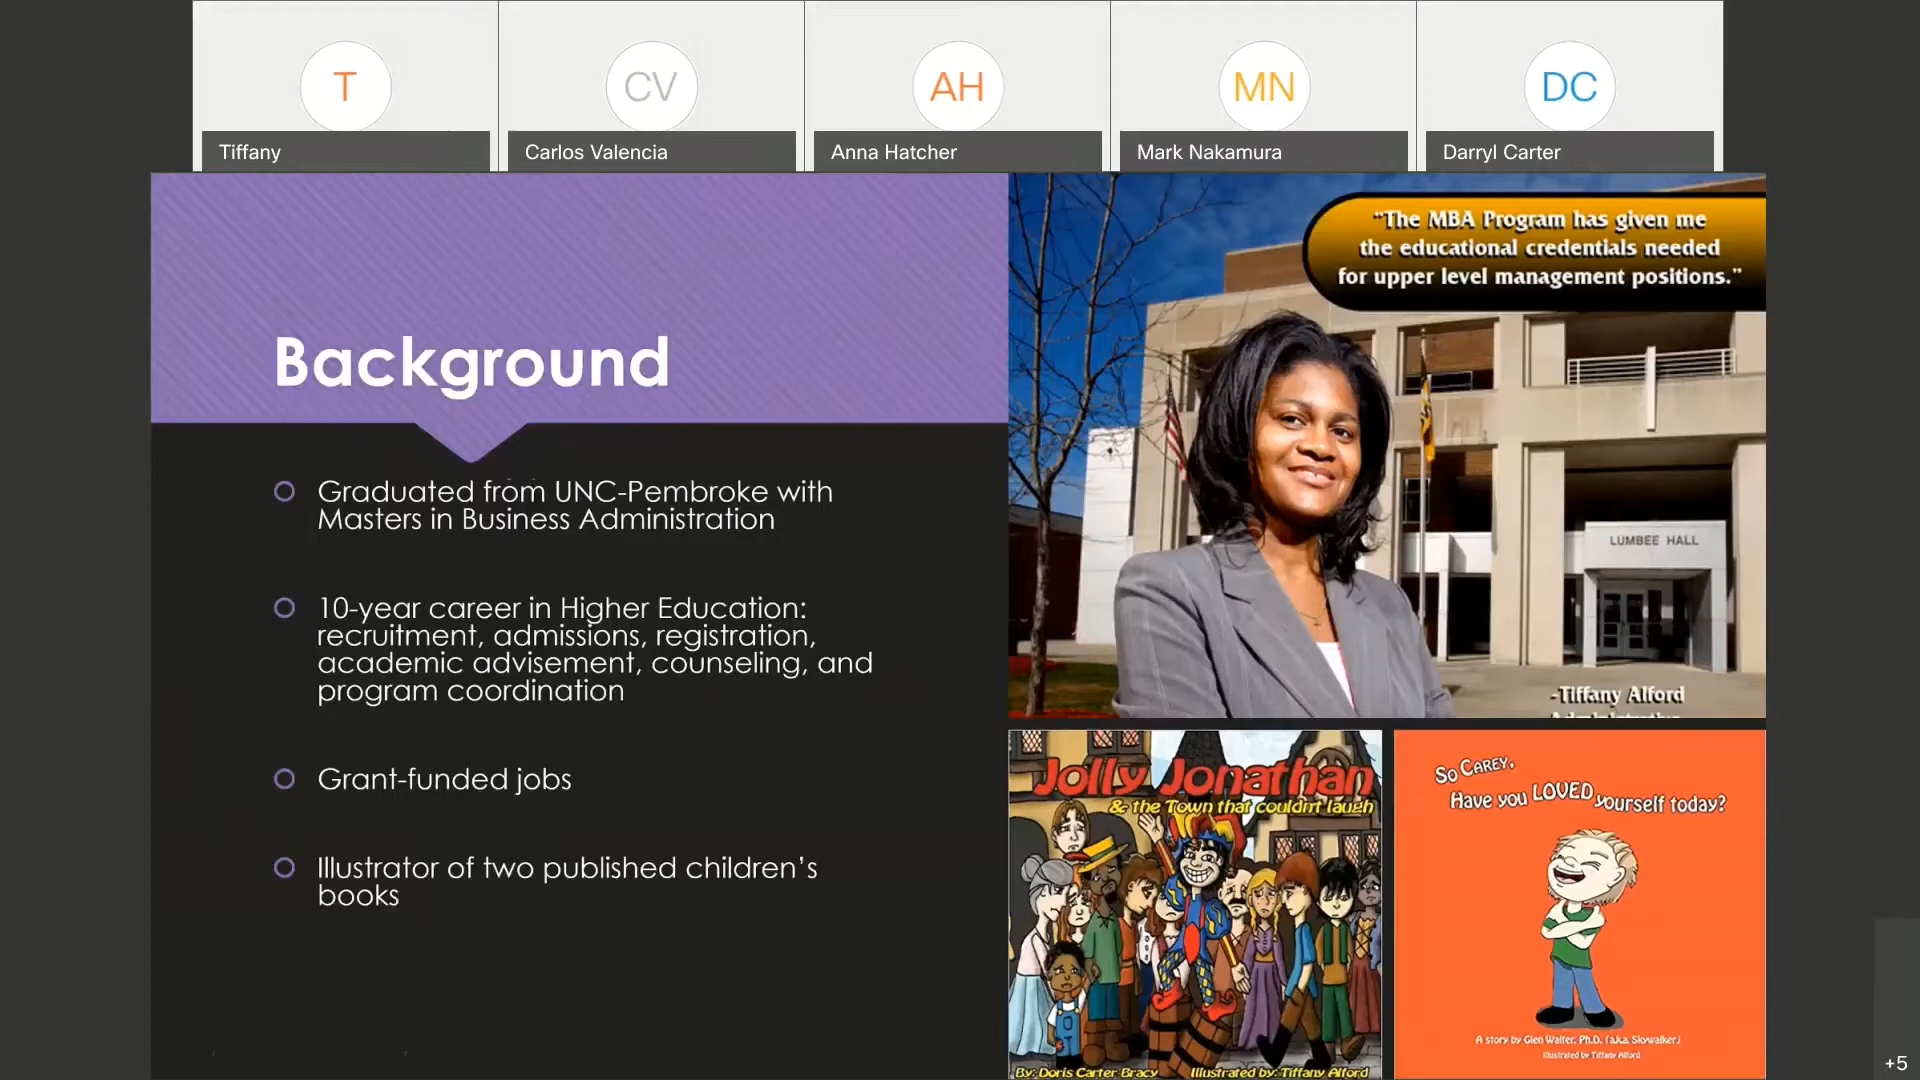 T
CV
AH
MN
DC
Tiffany
Carlos Valencia
Anna Hatcher
Mark Nakamura
Darryl Carter
Background
Graduated from UNC-Pembroke with
Masters in Business Administration
10-year career in Higher Education:
recruitment, admissions, registration,
academic advisement, counseling, and
program coordination
Grant-funded jobs
Illustrator of two published children’s
books
“The MBA Program has given me
the educational credentials needed
for upper level management positions.”
LUMBEE HALL
-Tiffany Alford
Jolly Jonathan
& the Town that couldn't laugh
By: Doris Carter Bracy
Illustrated by: Tiffany Alford
So Carey,
Have you LOVED yourself today?
A story by Glen Walter, Ph.D. (a.k.a. Skywalker)
Illustrated by Tiffany Alford
+5